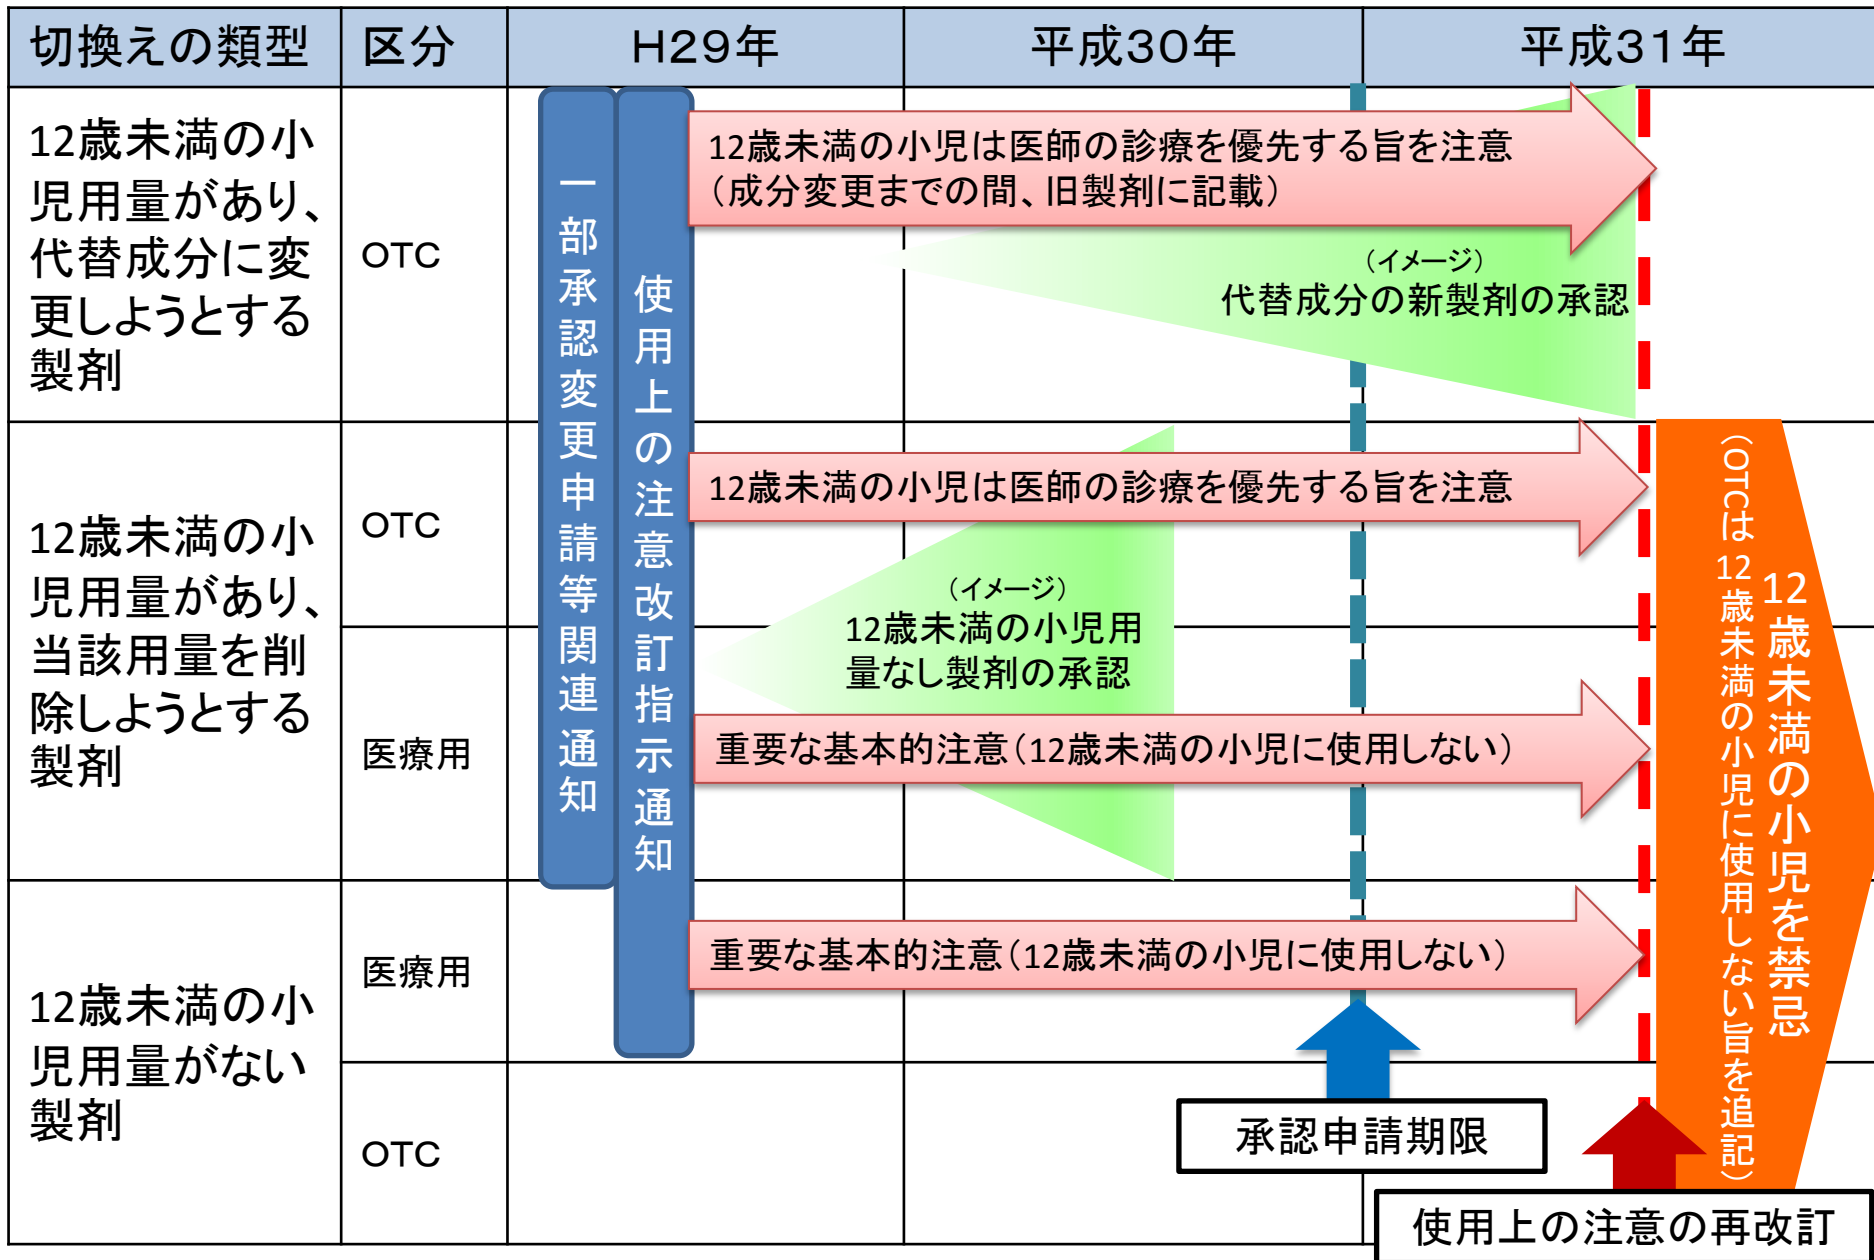 切換えの類型
区分
H29年
平成30年
平成31年
12歳未満の小
児用量があり、
代替成分に変
更しようとする
製剤
OTC
一部承認変更申請等関連通知
使用上の注意改訂指示通知
12歳未満の小児は医師の診療を優先する旨を注意
（成分変更までの間、旧製剤に記載）
（イメージ）
代替成分の新製剤の承認
12歳未満の小
児用量があり、
当該用量を削
除しようとする
製剤
OTC
12歳未満の小児は医師の診療を優先する旨を注意
（イメージ）
12歳未満の小児用
量なし製剤の承認
医療用
重要な基本的注意（12歳未満の小児に使用しない）
12歳未満の小児を禁忌
（OTCは12歳未満の小児に使用しない旨を追記）
12歳未満の小
児用量がない
製剤
医療用
重要な基本的注意（12歳未満の小児に使用しない）
OTC
承認申請期限
使用上の注意の再改訂